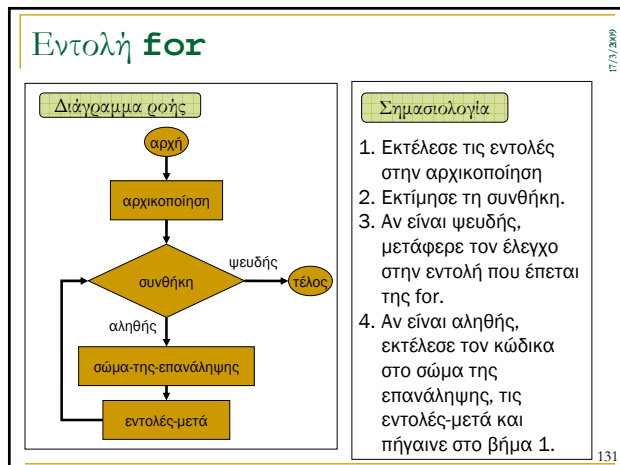 Εντολή for
17/3/2009
Διάγραμμα ροής
αρχή
αρχικοποίηση
συνθήκη
ψευδής
τέλος
αληθής
σώμα-της-επανάληψης
εντολές-μετά
Σημασιολογία
1. Εκτέλεσε τις εντολές
στην αρχικοποίηση
2. Εκτίμησε τη συνθήκη.
3. Αν είναι ψευδής,
μετάφερε τον έλεγχο
στην εντολή που έπεται
της for.
4. Αν είναι αληθής,
εκτέλεσε τον κώδικα
στο σώμα της
επανάληψης, τις
εντολές-μετά και
πήγαινε στο βήμα 1.
131